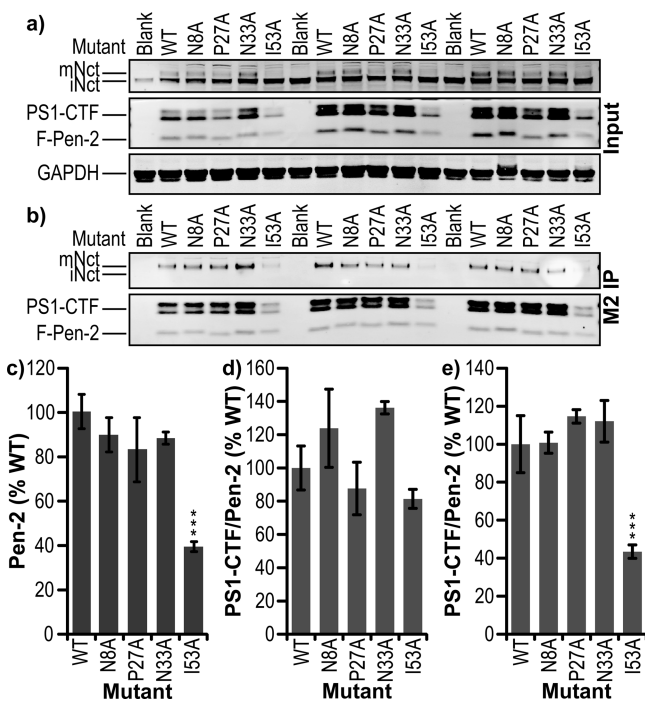 a)
Mutant Blank WT N8A P27A N33A I53A Blank WT N8A P27A N33A I53A Blank WT N8A P27A N33A I53A
mNct
iNct
PS1-CTF
F-Pen-2
GAPDH
Input
b)
Mutant Blank WT N8A P27A N33A I53A Blank WT N8A P27A N33A I53A Blank WT N8A P27A N33A I53A
mNct
iNct
PS1-CTF
F-Pen-2
M2 IP
c)
Pen-2 (% WT)
120
100
80
60
40
20
0
***
WT N8A P27A N33A I53A
Mutant
d)
PS1-CTF/Pen-2 (% WT)
160
140
120
100
80
60
40
20
0
WT N8A P27A N33A I53A
Mutant
e)
PS1-CTF/Pen-2 (% WT)
140
120
100
80
60
40
20
0
***
WT N8A P27A N33A I53A
Mutant